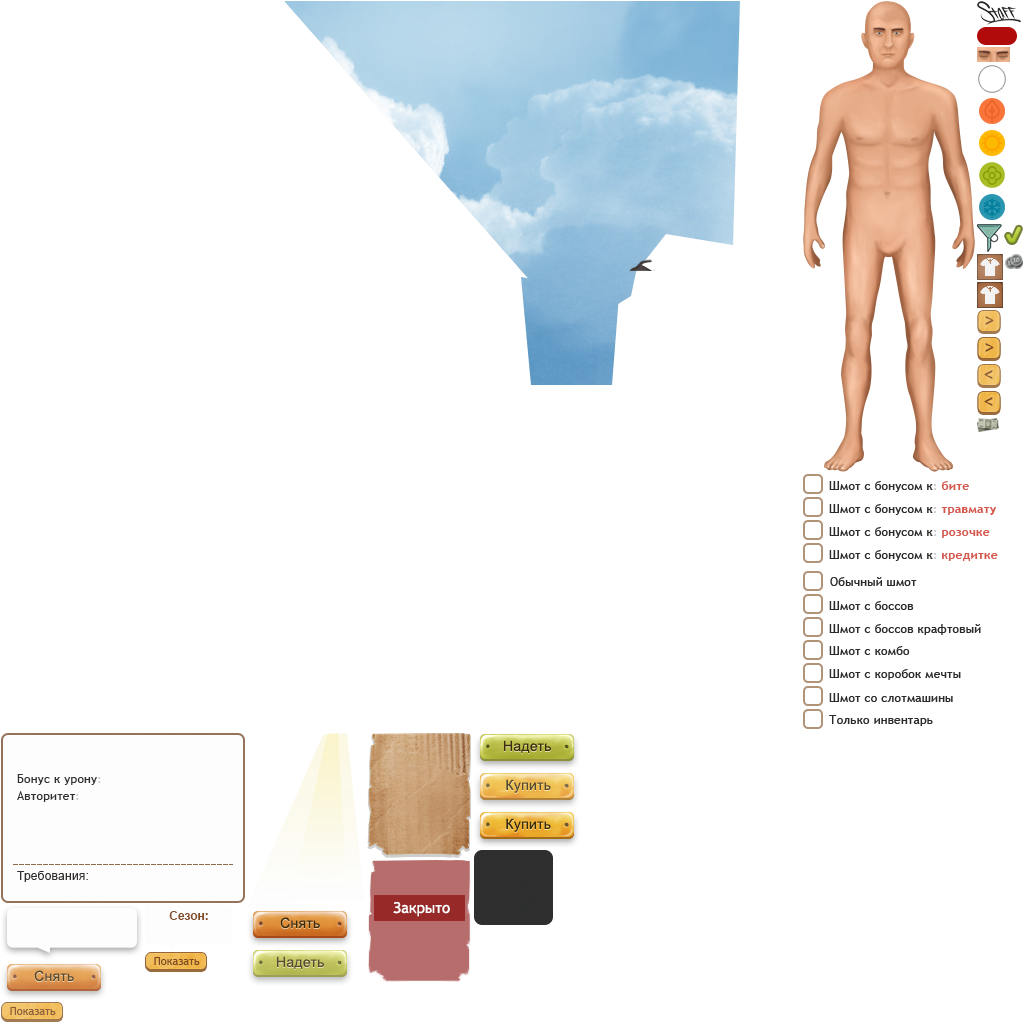 Staff
>
>
<
<
Шмот с бонусом к: бите
Шмот с бонусом к: травмату
Шмот с бонусом к: розочке
Шмот с бонусом к: кредитке
Обычный шмот
Шмот с боссов
Шмот с боссов крафтовый
Шмот с комбо
Шмот с коробок мечты
Шмот со слотмашины
Только инвентарь
Бонус к урону:
Авторитет:
Требования:
Надеть
Купить
Купить
Закрыто
Сезон:
Снять
Показать
Надеть
Снять
Показать